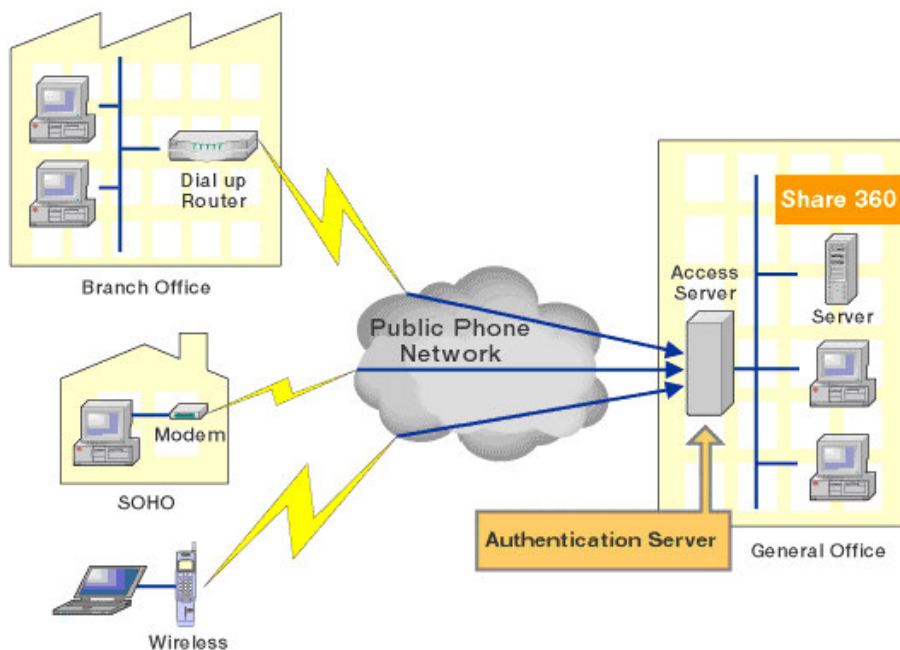 Dial up
Router
Branch Office
Modem
SOHO
Wireless
Public Phone
Network
Share 360
Access
Server
Server
Authentication Server
General Office